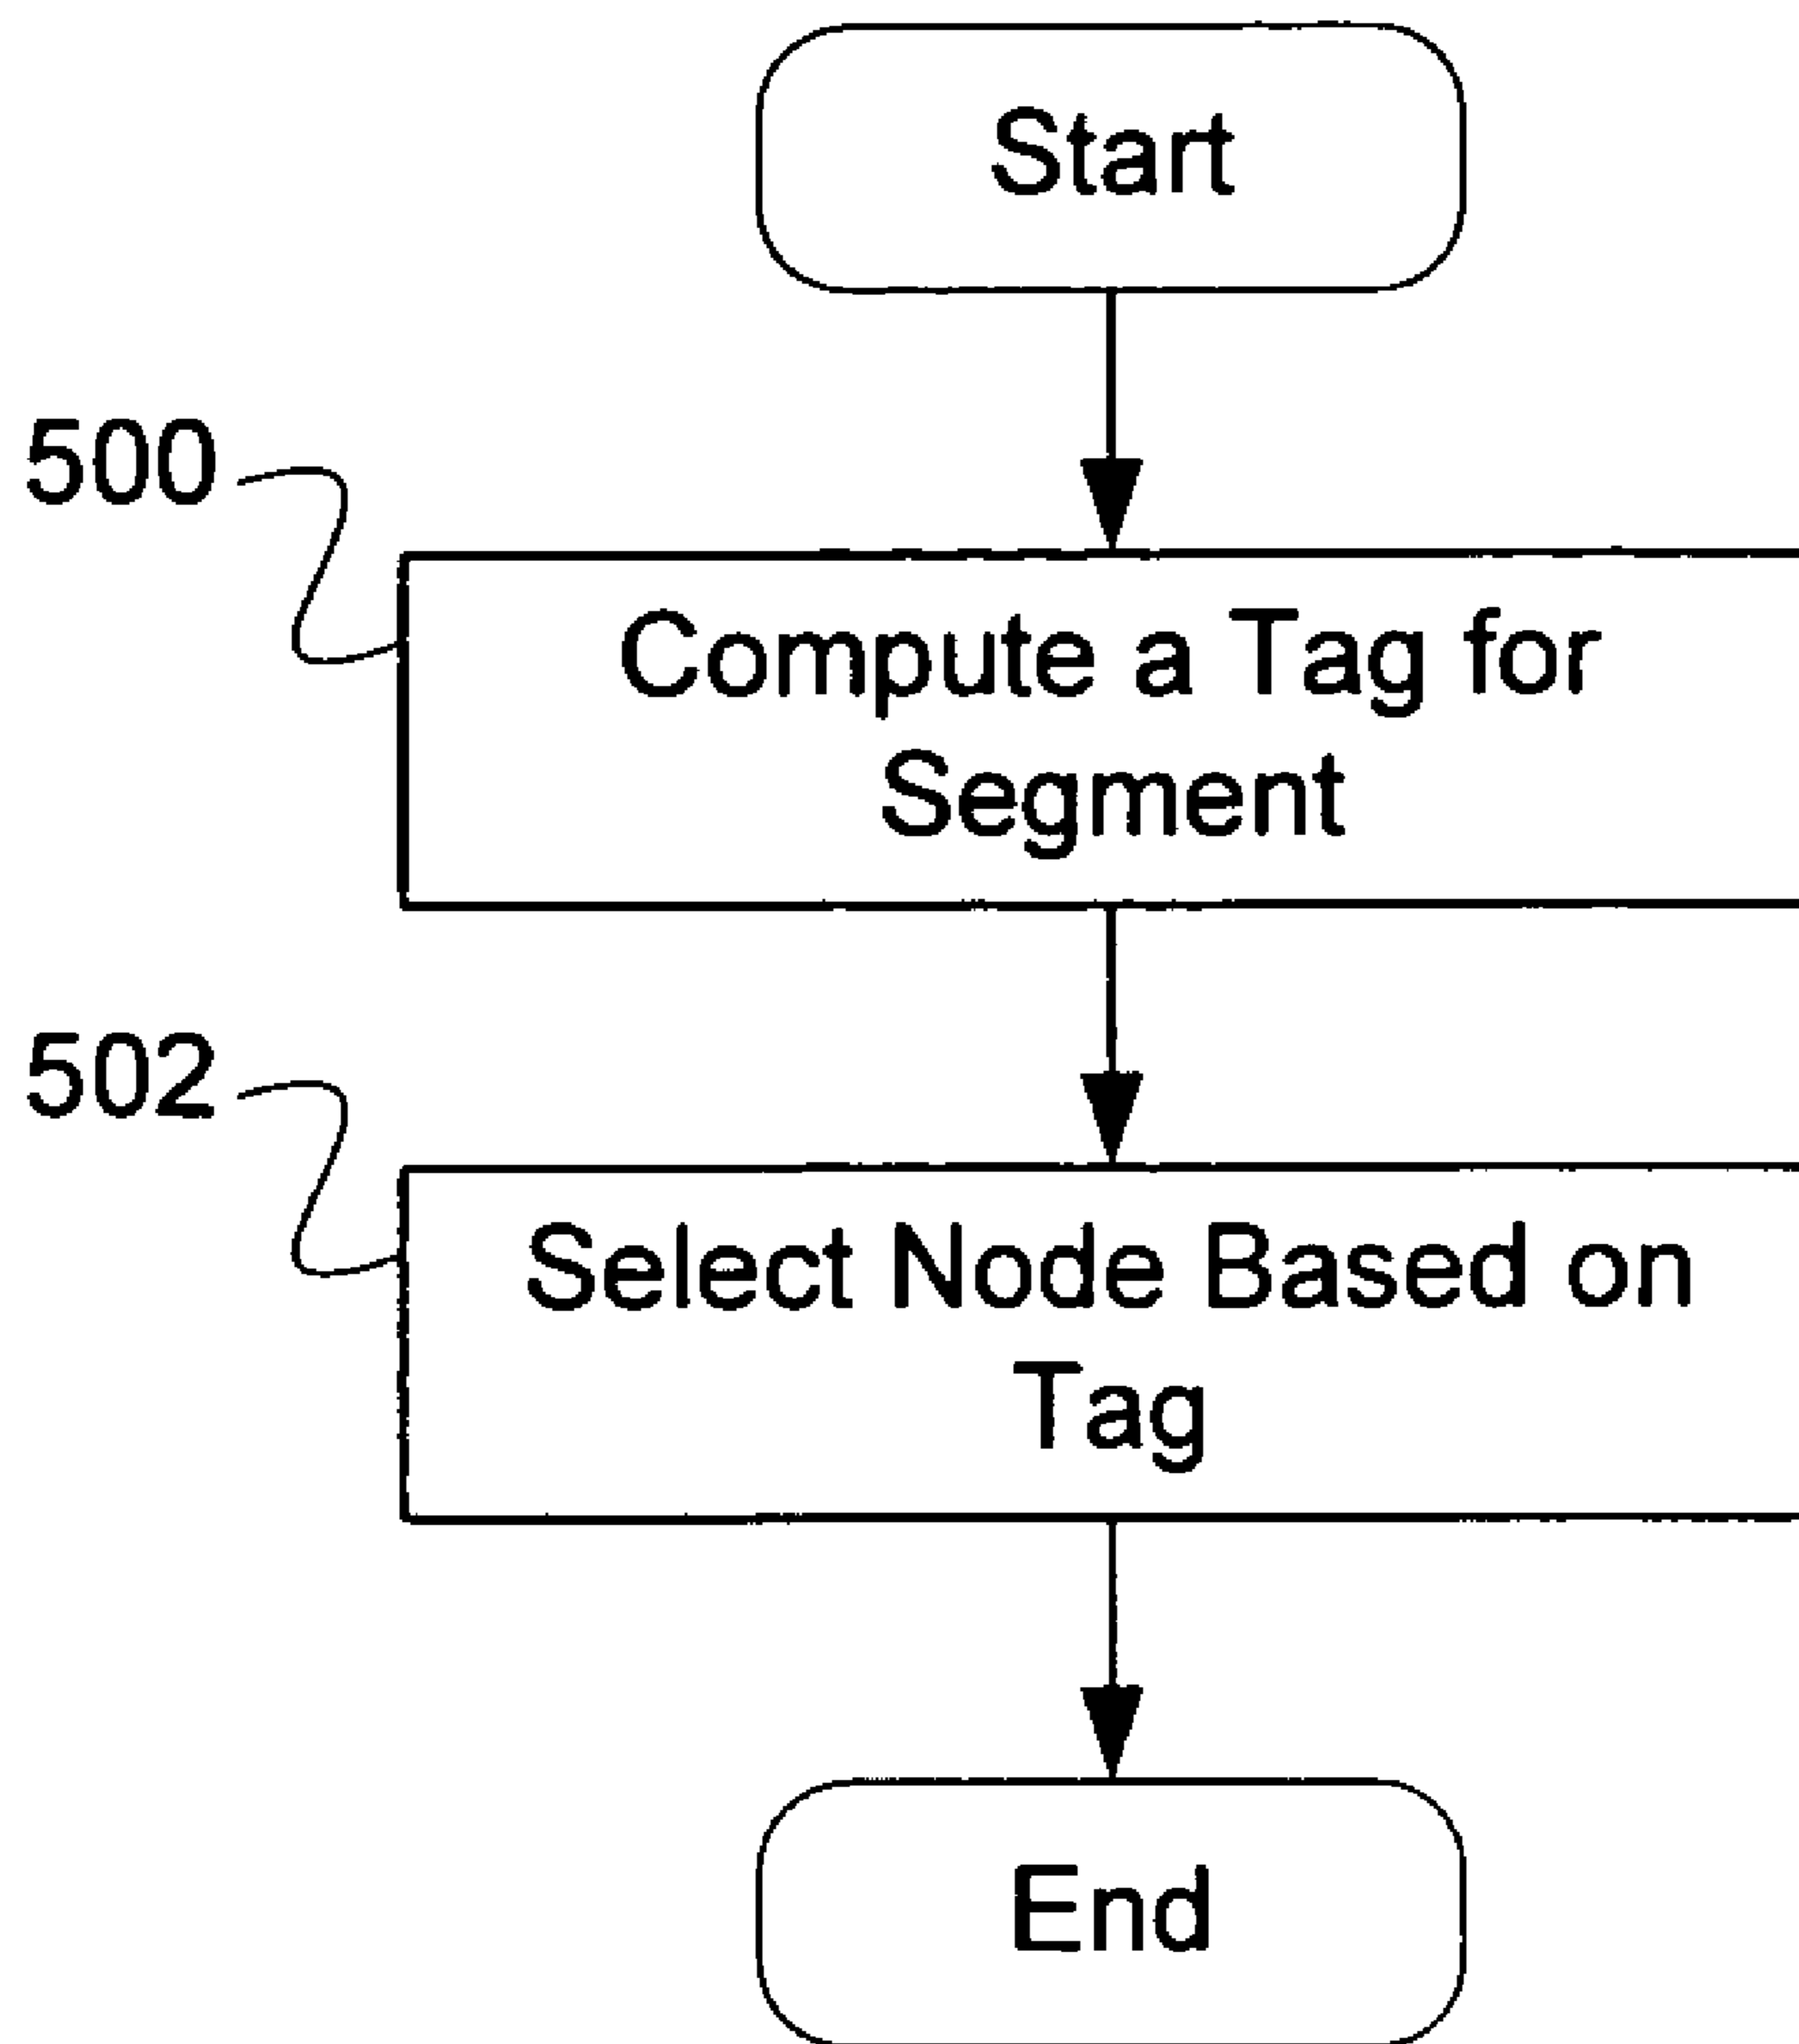 Start
500
Compute a Tag for
Segment
502
Select Node Based on
Tag
End